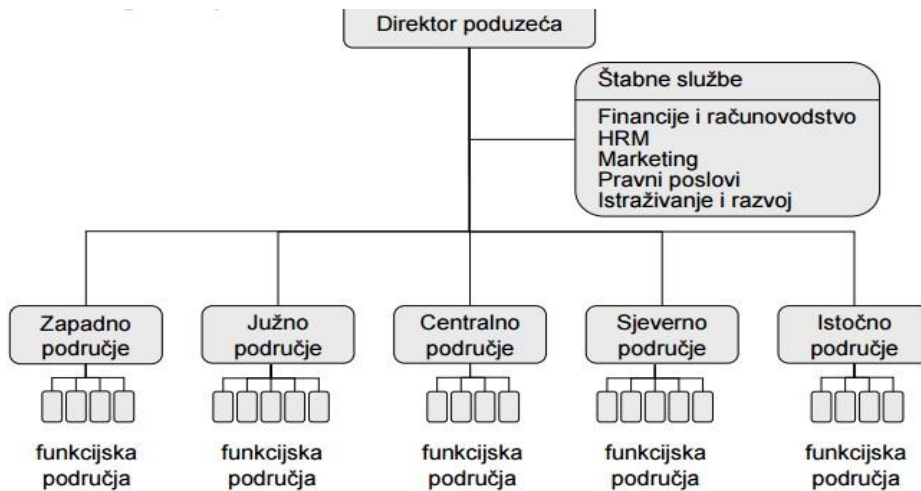 Direktor poduzeća
Štabne službe
Financije i računovodstvo
HRM
Marketing
Pravni poslovi
Istraživanje i razvoj
Zapadno
područje
Južno
područje
Centralno
područje
Sjeverno
područje
Istočno
područje
funkcijska
područja
funkcijska
područja
funkcijska
područja
funkcijska
područja
funkcijska
područja